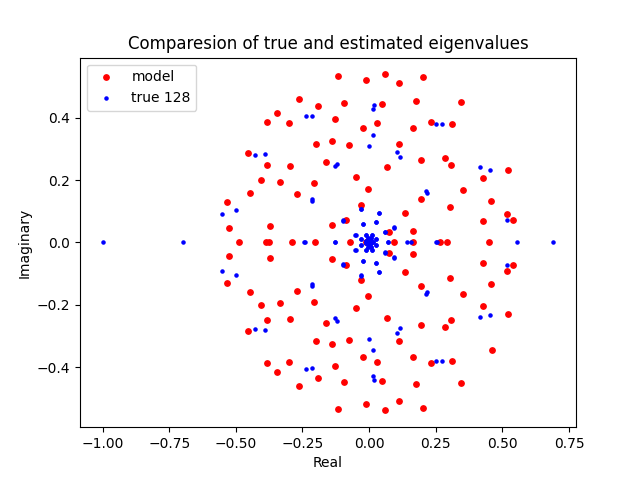 Comparesion of true and estimated eigenvalues
model
true 128
Imaginary
0.4
0.2
0.0
−0.2
−0.4
−1.00
−0.75
−0.50
−0.25
0.00
0.25
0.50
0.75
Real